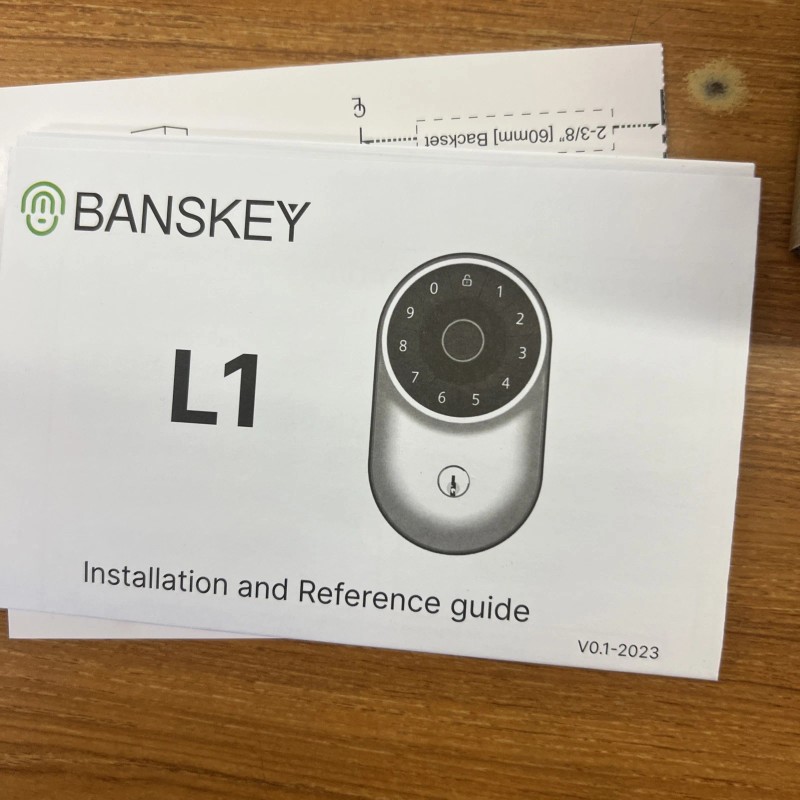 2-3/8" [60mm] Backset
BANSKEY
L1
0
1
9
2
8
3
7
4
6
5
Installation and Reference guide
V0.1-2023